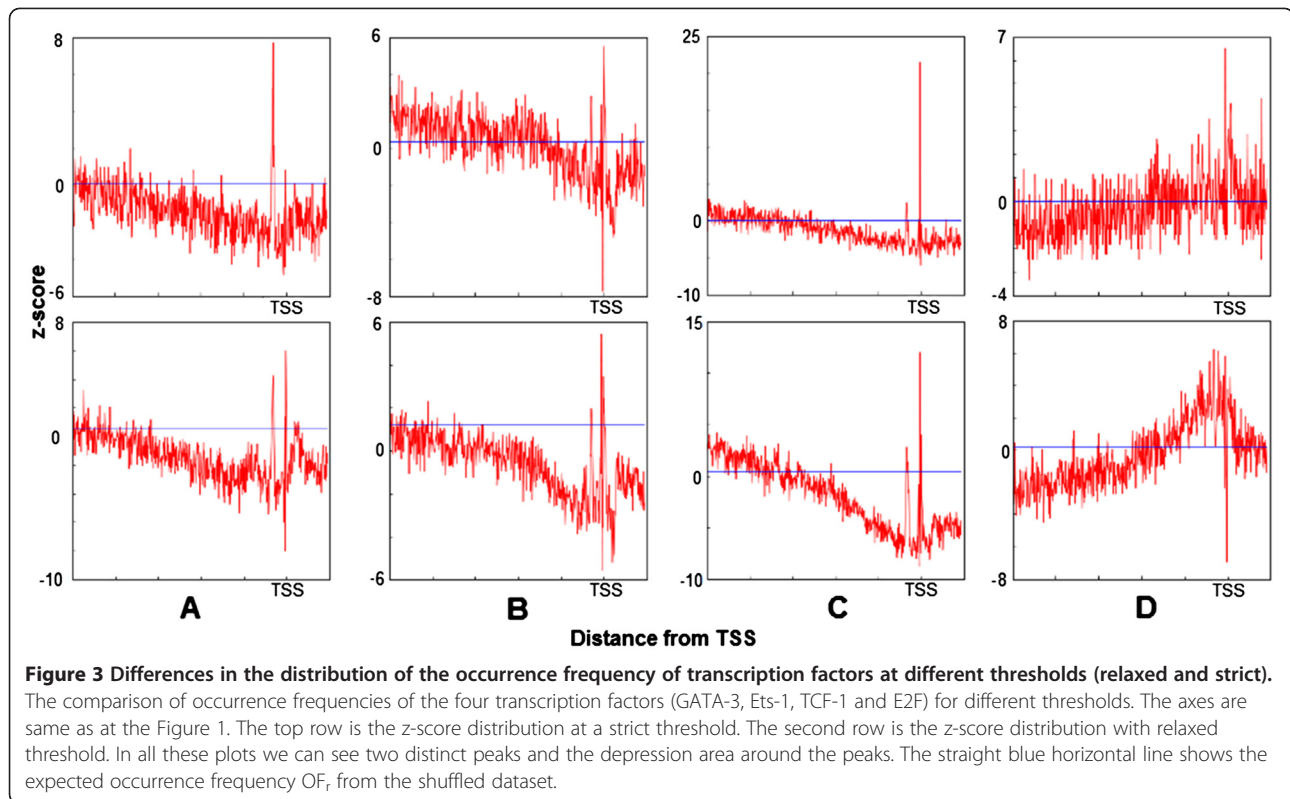 8
0
-6
TSS
6
0
-8
TSS
25
0
-10
TSS
7
0
-4
TSS
z-score
8
0
-10
TSS
6
0
-6
TSS
15
0
-10
TSS
8
0
-8
TSS
A
B
C
D
Distance from TSS
Figure 3 Differences in the distribution of the occurrence frequency of transcription factors at different thresholds (relaxed and strict).
The comparison of occurrence frequencies of the four transcription factors (GATA-3, Ets-1, TCF-1 and E2F) for different thresholds. The axes are
same as at the Figure 1. The top row is the z-score distribution at a strict threshold. The second row is the z-score distribution with relaxed
threshold. In all these plots we can see two distinct peaks and the depression area around the peaks. The straight blue horizontal line shows the
expected occurrence frequency OFr from the shuffled dataset.